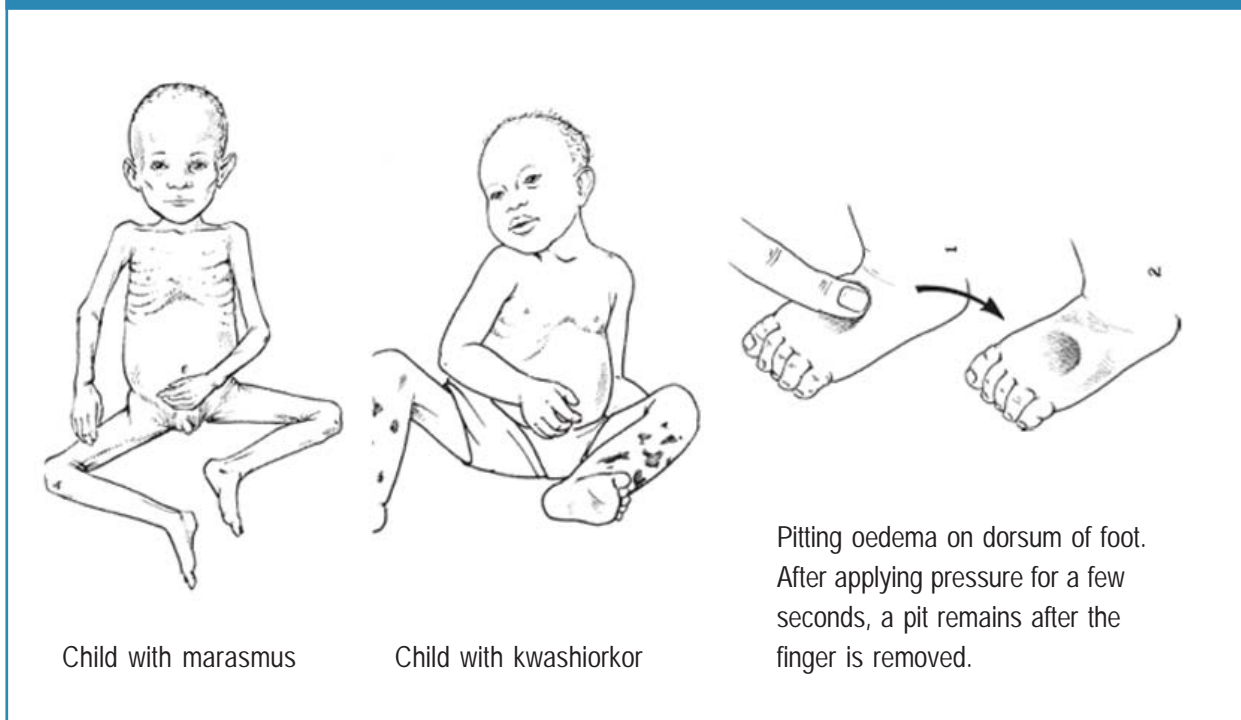 1
2
Pitting oedema on dorsum of foot.
After applying pressure for a few
seconds, a pit remains after the
finger is removed.
Child with marasmus
Child with kwashiorkor